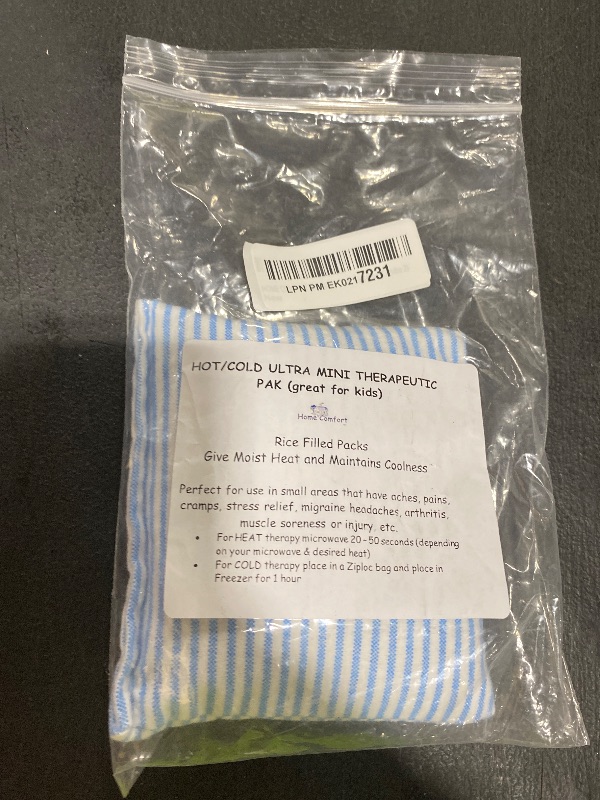 LPN PM EK0217231
HOT/COLD ULTRA MINI THERAPEUTIC
PAK (great for kids)
Home Comfort
Rice Filled Packs
Give Moist Heat and Maintains Coolness
Perfect for use in small areas that have aches, pains,
cramps, stress relief, migraine headaches, arthritis,
muscle soreness or injury, etc.
• For HEAT therapy microwave 20-50 seconds (depending
on your microwave & desired heat)
• For COLD therapy place in a Ziploc bag and place in
Freezer for 1 hour